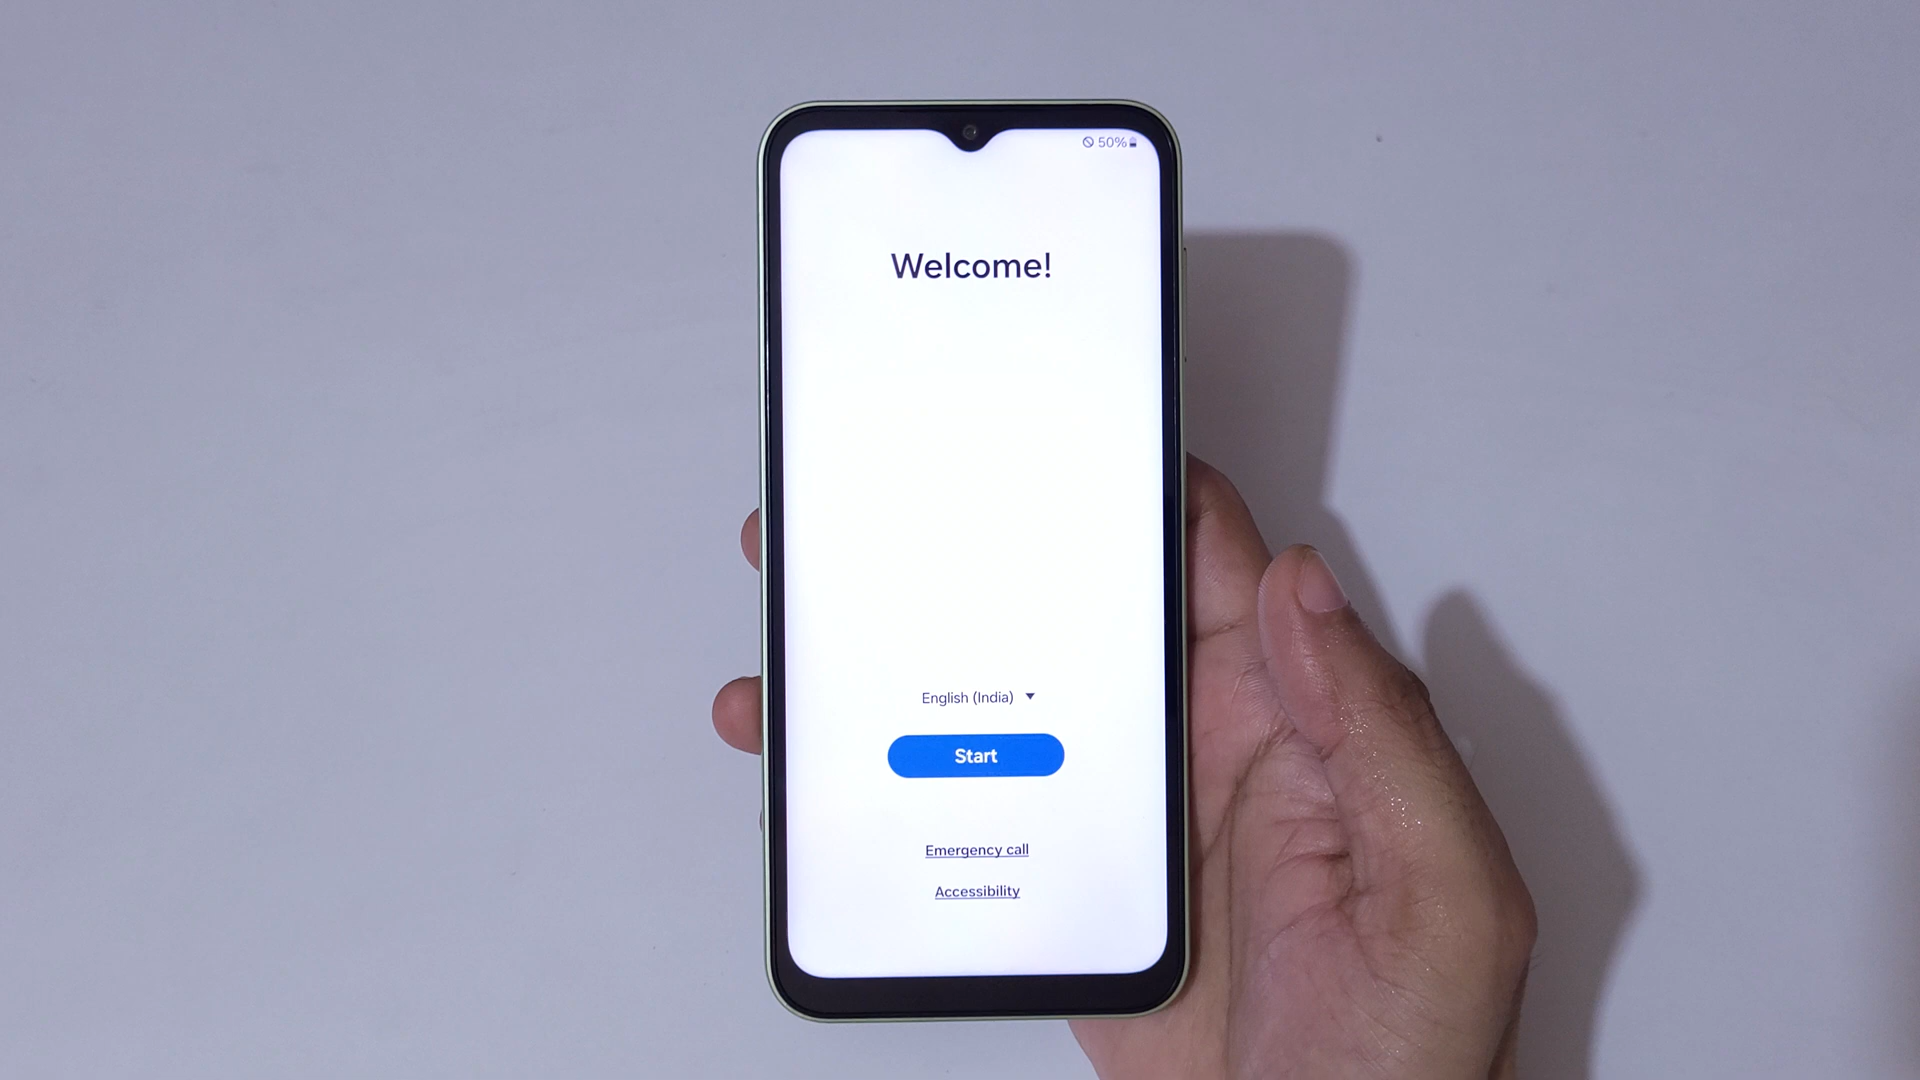 50%
Welcome!
English (India)
Start
Emergency call
Accessibility